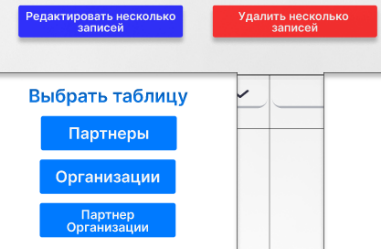 Редактировать несколько
записей
Удалить несколько
записей
Выбрать таблицу
Партнеры
Организации
Партнер
Организации